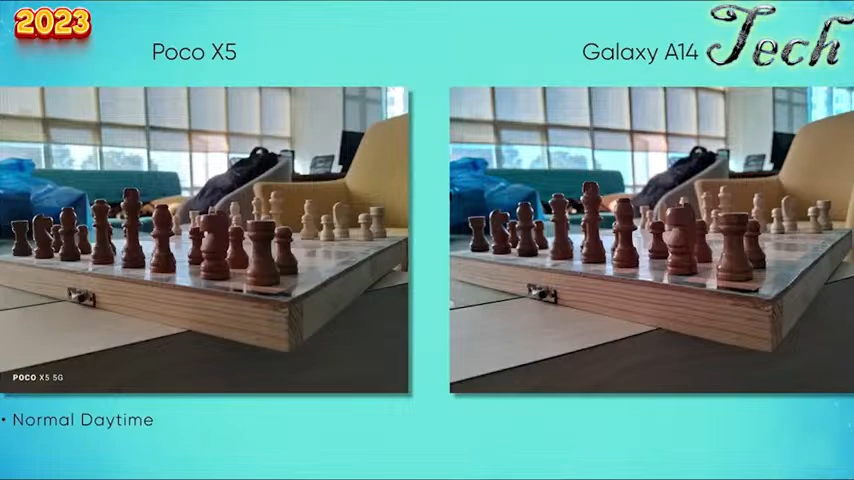 2023
Tech
Poco X5
Galaxy A14
POCO X5 5G
• Normal Daytime